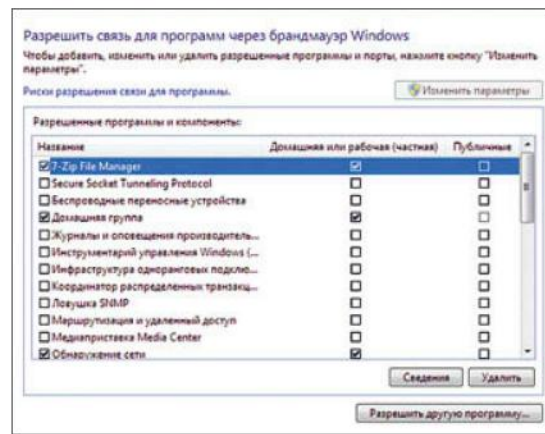 Разрешить связь для программ через брандмауэр Windows
Чтобы добавить, изменить или удалить разрешенные программы и порты, нажмите кнопку "Изменить
параметры".
Риски разрешения связи для программы.
Изменить параметры
Разрешенные программы и компоненты:
Название Домашняя или рабочая (частная) Публичные
7-Zip File Manager
Secure Socket Tunneling Protocol
Беспроводные переносные устройства
Домашняя группа
Журналы и оповещения производитель...
Инструментарий управления Windows (...
Инфраструктура одноранговых подклю...
Координатор распределенных транзакц...
Ловушка SNMP
Маршрутизация и удаленный доступ
Медиаприставка Media Center
Обнаружение сети
Сведения Удалить
Разрешить другую программу...